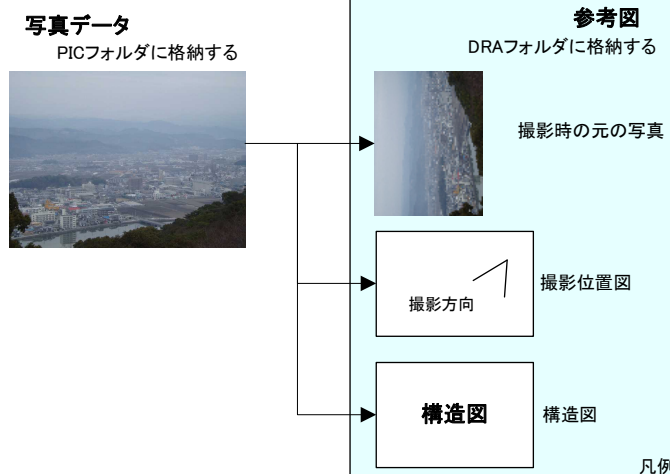 写真データ
PICフォルダに格納する
参考図
DRAフォルダに格納する
撮影時の元の写真
撮影方向
撮影位置図
構造図
構造図
凡例